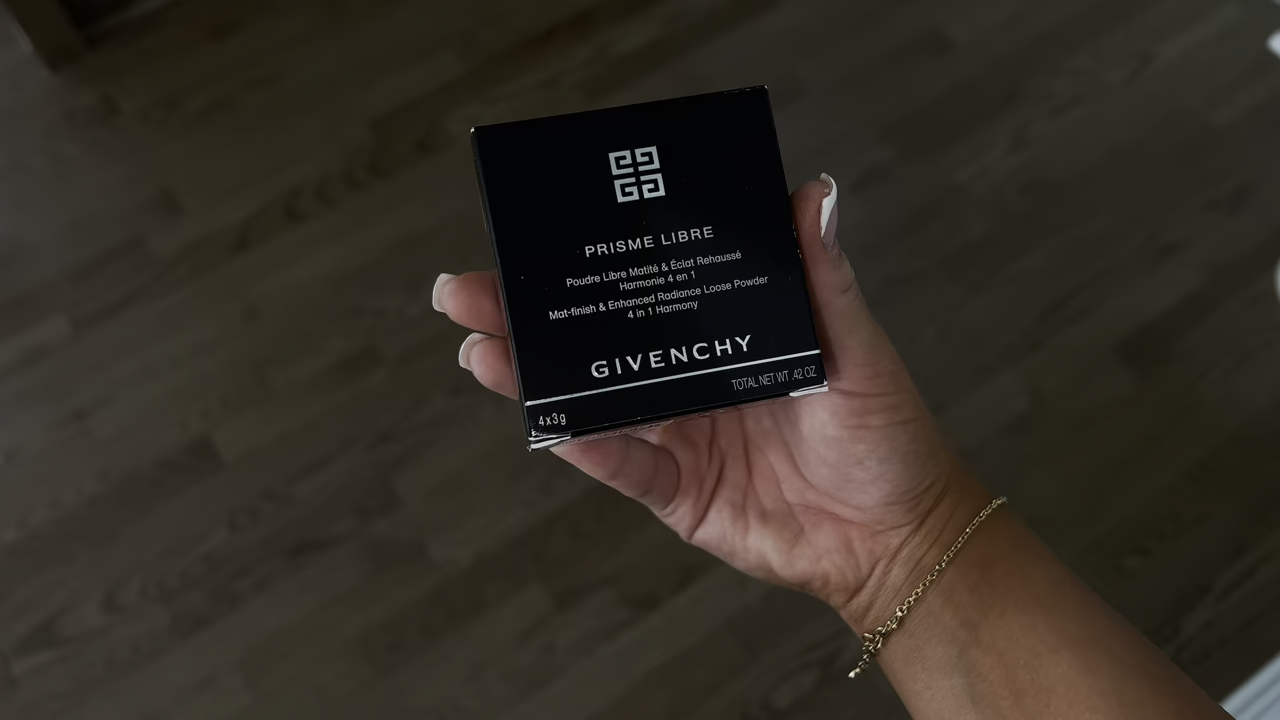 PRISME LIBRE
Poudre Libre Matité & Éclat Rehaussé
Harmonie 4 en 1
Mat-finish & Enhanced Radiance Loose Powder
4 in 1 Harmony
GIVENCHY
TOTAL NET WT .42 OZ
4x3g